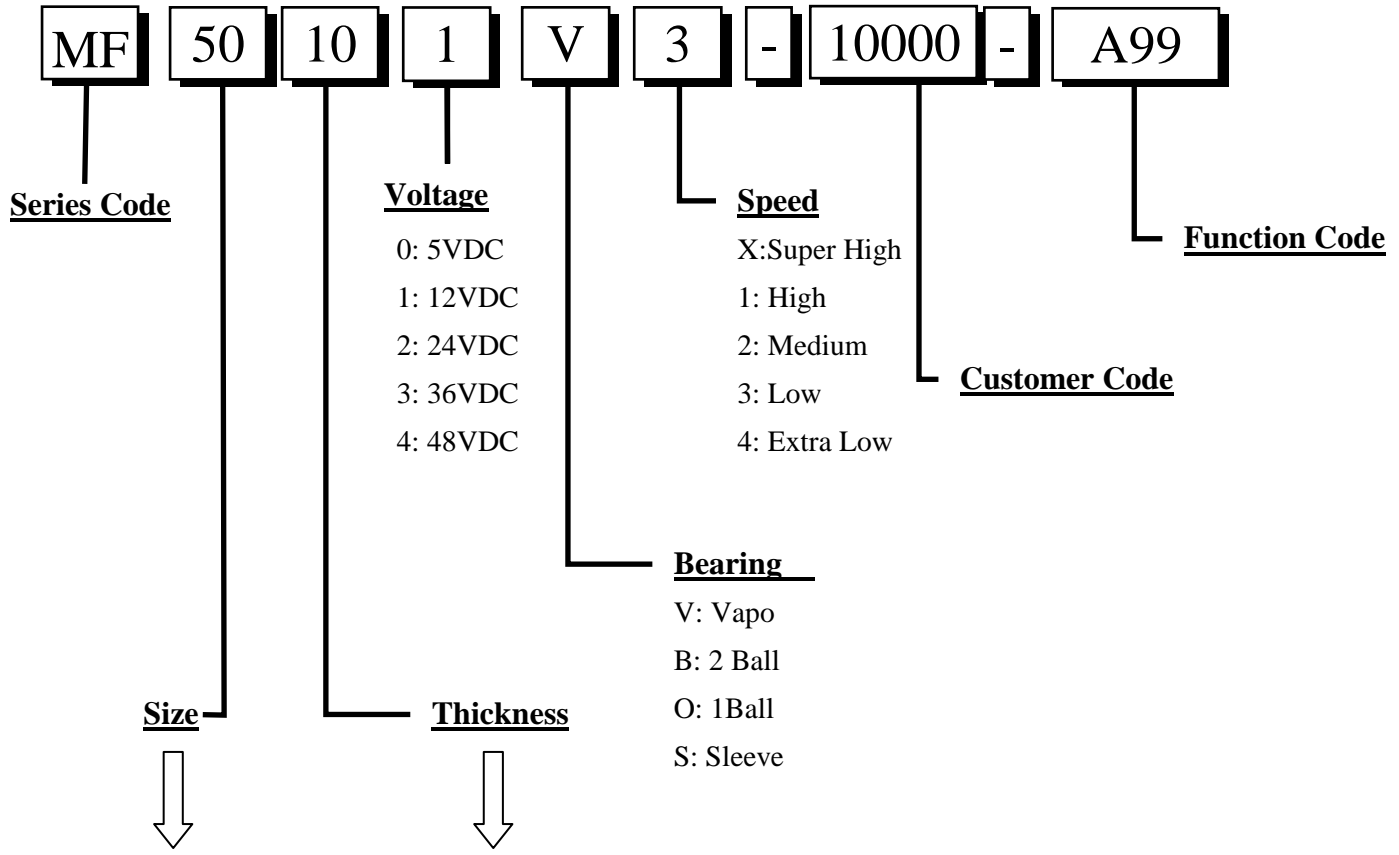 MF 50 10 1 V 3 - 10000 - A99
Series Code
Voltage
0: 5VDC
1: 12VDC
2: 24VDC
3: 36VDC
4: 48VDC
Speed
X:Super High
1: High
2: Medium
3: Low
4: Extra Low
Function Code
Customer Code
Bearing
V: Vapo
B: 2 Ball
O: 1Ball
S: Sleeve
Size
Thickness